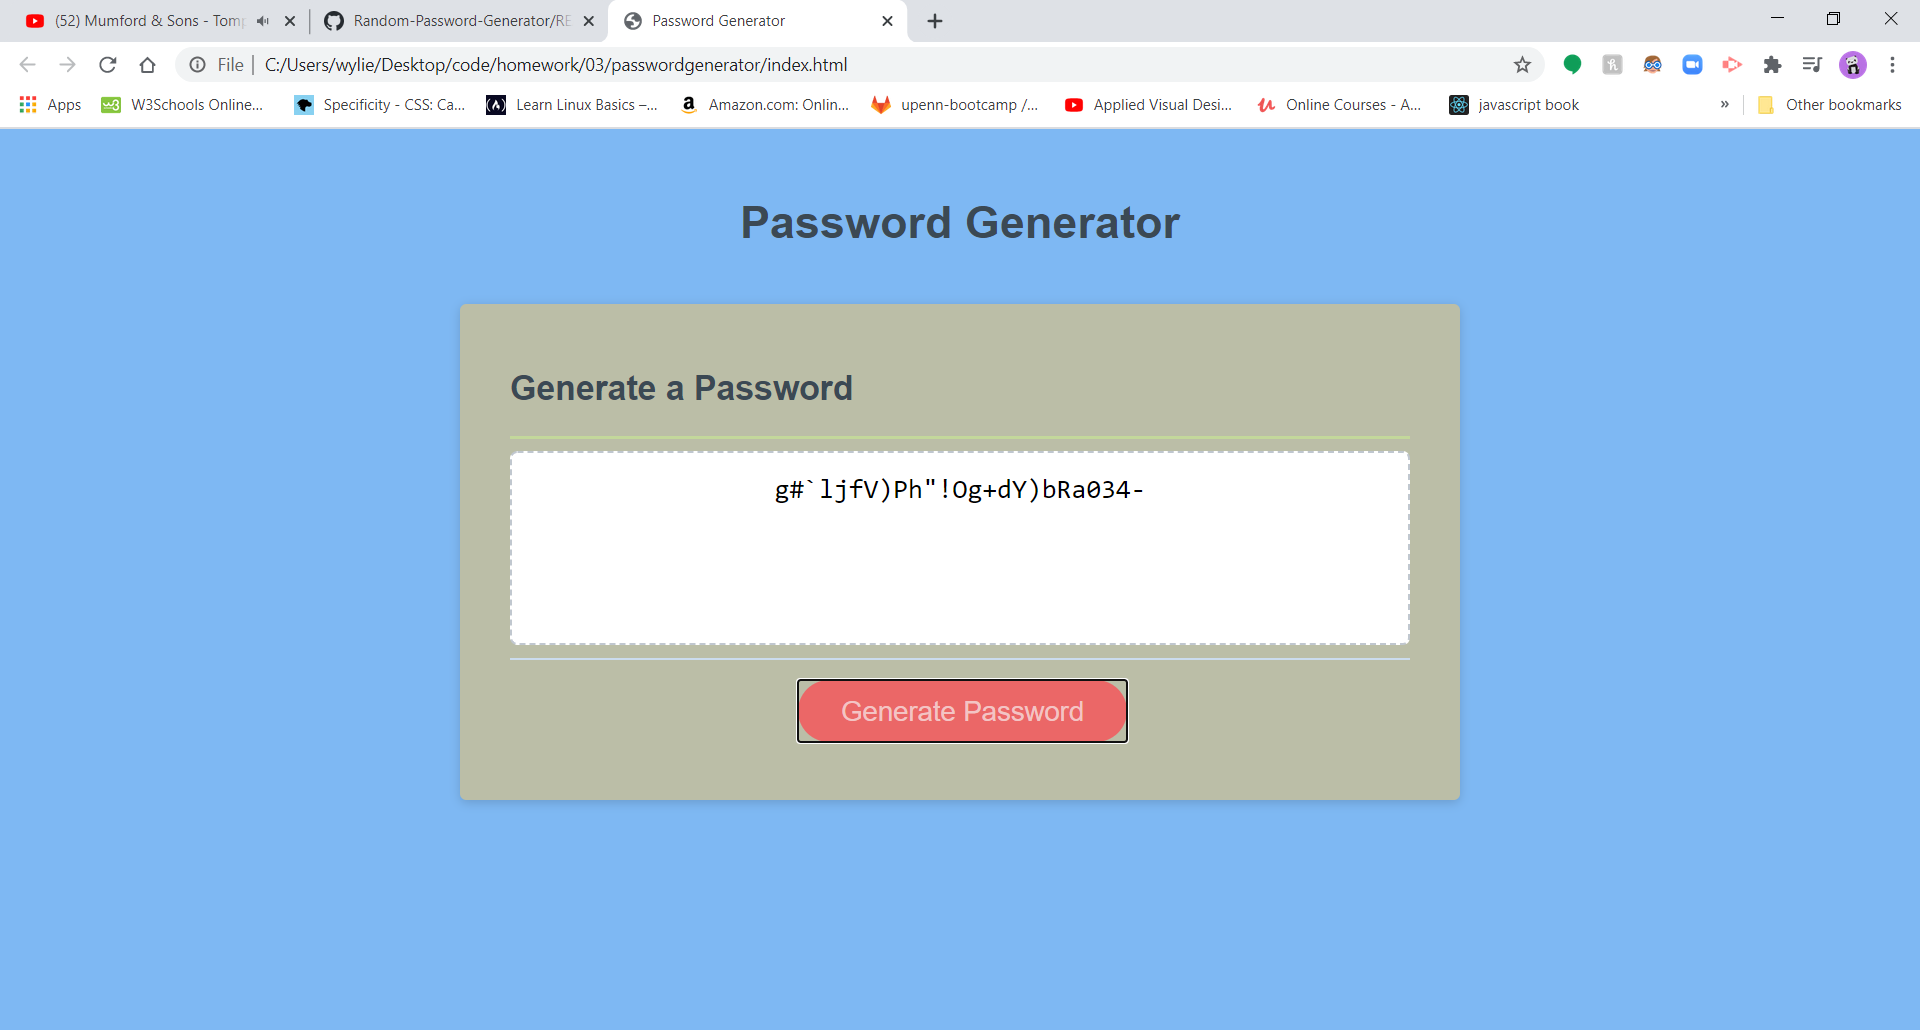 (52) Mumford & Sons - Tom
Random-Password-Generator/RE
Password Generator
File
C:/Users/wylie/Desktop/code/homework/03/passwordgenerator/index.html
Apps
W3Schools Online...
Specificity - CSS: Ca...
Learn Linux Basics –...
Amazon.com: Onlin...
upenn-bootcamp /...
Applied Visual Desi...
Online Courses - A...
javascript book
»
Other bookmarks
Password Generator
Generate a Password
g#`ljfV)Ph"!Og+dY)bRa034-
Generate Password